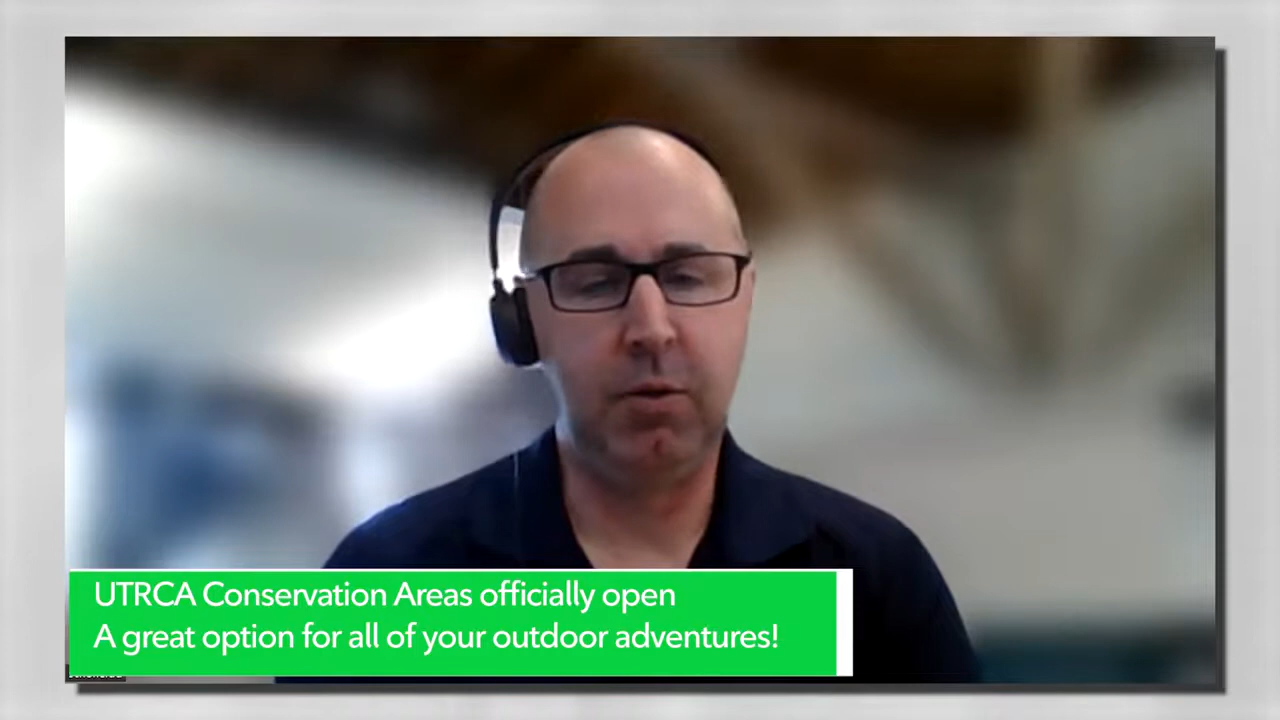 UTRCA Conservation Areas officially open
A great option for all of your outdoor adventures!